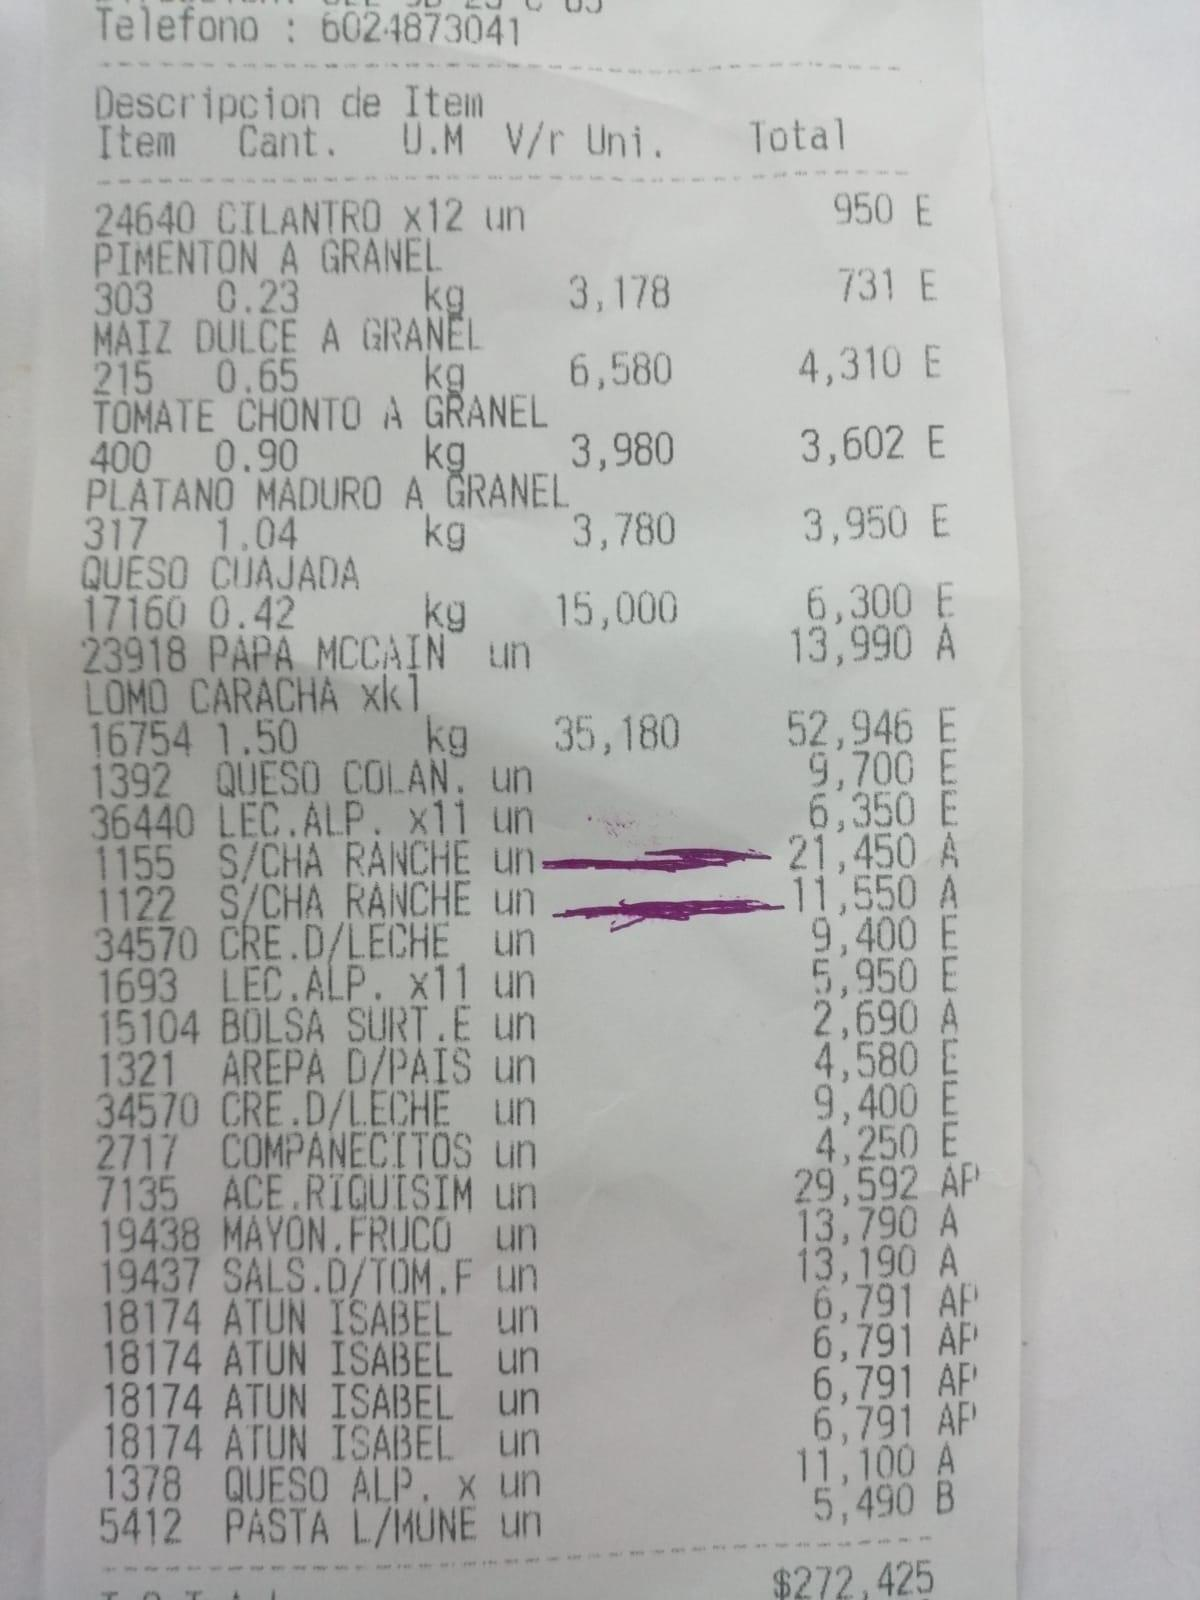 Telefono : 6024873041
Descripcion de Item
Item Cant. U.M V/r Uni. Total
24640 CILANTRO x12 un 950 E
PIMENTON A GRANEL
303 0.23 kg 3,178 731 E
MAIZ DULCE A GRANEL
215 0.65 kg 6,580 4,310 E
TOMATE CHONTO A GRANEL
400 0.90 kg 3,980 3,602 E
PLATANO MADURO A GRANEL
317 1.04 kg 3,780 3,950 E
QUESO CUAJADA
17160 0.42 kg 15,000 6,300 E
23918 PAPA MCCAIN un 13,990 A
LOMO CARACHA xk1
16754 1.50 kg 35,180 52,946 E
1392 QUESO COLAN. un 9,700 E
36440 LEC.ALP. x11 un 6,350 E
1155 S/CHA RANCHE un 21,450 A
1122 S/CHA RANCHE un 11,550 A
34570 CRE.D/LECHE un 9,400 E
1693 LEC.ALP. x11 un 5,950 E
15104 BOLSA SURT.E un 2,690 A
1321 AREPA D/PAIS un 4,580 E
34570 CRE.D/LECHE un 9,400 E
2717 COMPANECITOS un 4,250 E
7135 ACE.RIQUISIM un 29,592 AP
19438 MAYON.FRUCO un 13,790 A
19437 SALS.D/TOM.F un 13,190 A
18174 ATUN ISABEL un 6,791 AP
18174 ATUN ISABEL un 6,791 AP
18174 ATUN ISABEL un 6,791 AP
18174 ATUN ISABEL un 6,791 AP
1378 QUESO ALP. x un 11,100 A
5412 PASTA L/MUNE un 5,490 B
T O T A L $272,425